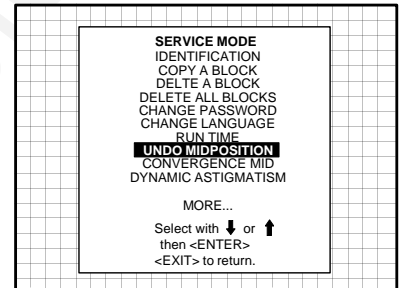 SERVICE MODE
IDENTIFICATION
COPY A BLOCK
DELTE A BLOCK
DELETE ALL BLOCKS
CHANGE PASSWORD
CHANGE LANGUAGE
RUN TIME
UNDO MIDPOSITION
CONVERGENCE MID
DYNAMIC ASTIGMATISM
MORE...
Select with ⬇ or ⬆
then <ENTER>
<EXIT> to return.